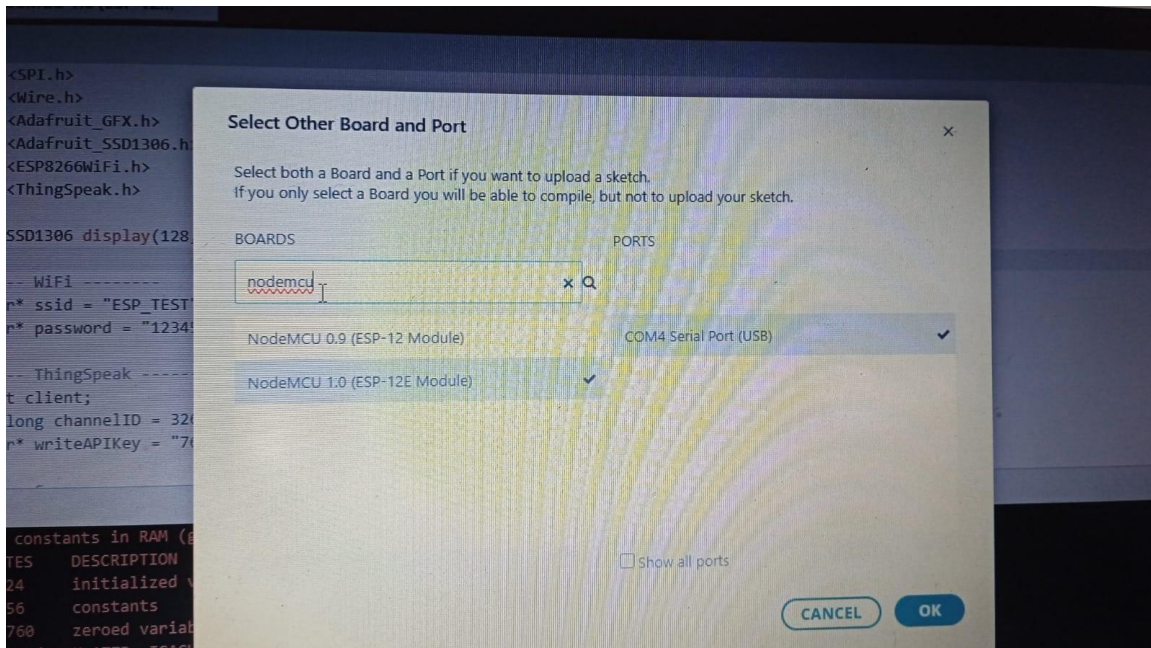 <SPI.h>
<Wire.h>
<Adafruit_GFX.h>
<Adafruit_SSD1306.h
<ESP8266WiFi.h>
<ThingSpeak.h>
SSD1306 display(128
-- WiFi --------
r* ssid = "ESP_TEST"
r* password = "1234
-- ThingSpeak -----
t client;
long channelID = 32
r* writeAPIKey = "7
Select Other Board and Port
Select both a Board and a Port if you want to upload a sketch.
If you only select a Board you will be able to compile, but not to upload your sketch.
BOARDS
PORTS
nodemcu
NodeMCU 0.9 (ESP-12 Module)
COM4 Serial Port (USB)
NodeMCU 1.0 (ESP-12E Module)
Show all ports
CANCEL
OK
constants in RAM (
TES DESCRIPTION
24 initialized
56 constants
760 zeroed variab